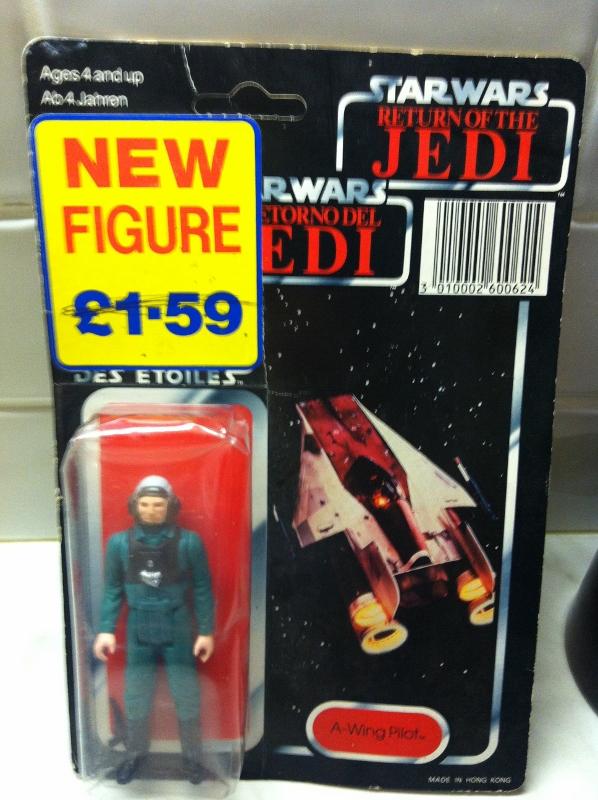 Ages 4 and up
Ab 4 Jahren
STAR WARS
RETURN OF THE
JEDI
NEW
FIGURE
£1·59
RWARS
ETORNO DEL
EDI
3 010002 600624
DES ETOILES
A-Wing Pilot
MADE IN HONG KONG